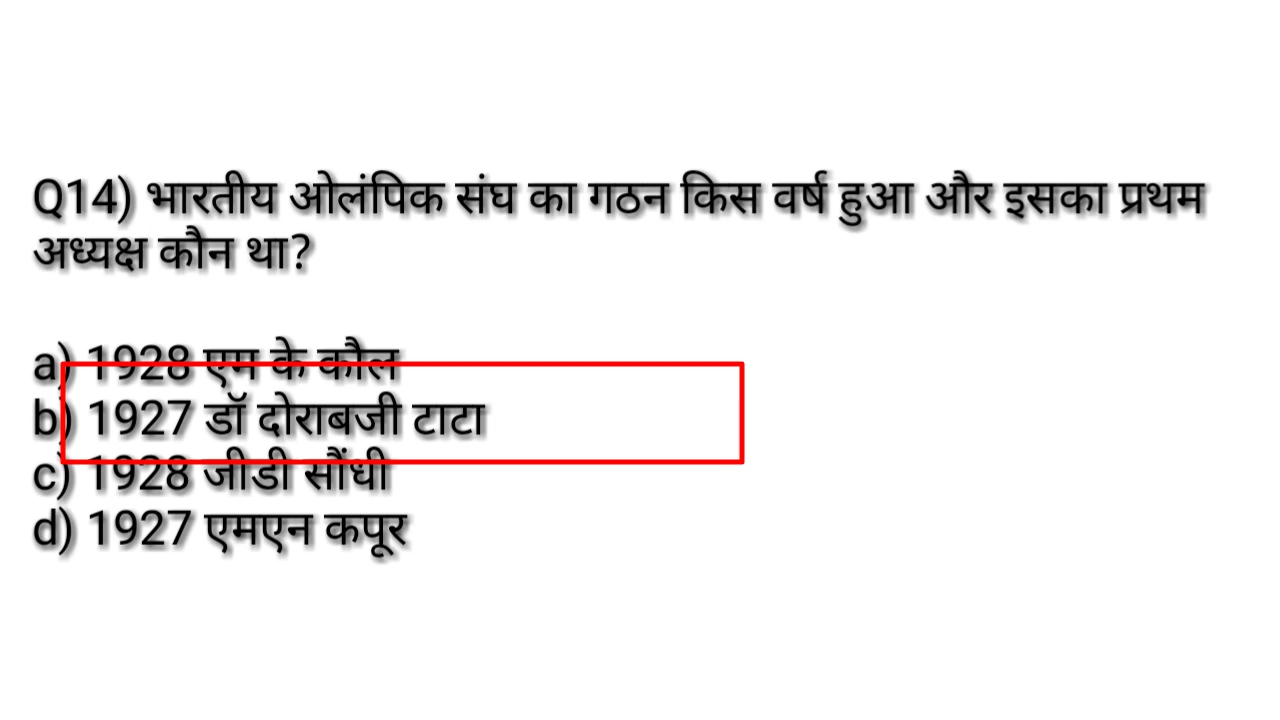 Q14) भारतीय ओलंपिक संघ का गठन किस वर्ष हुआ और इसका प्रथम
अध्यक्ष कौन था?
a) 1928 एम के कौल
b) 1927 डॉ दोराबजी टाटा
c) 1928 जीडी सौंधी
d) 1927 एमएन कपूर